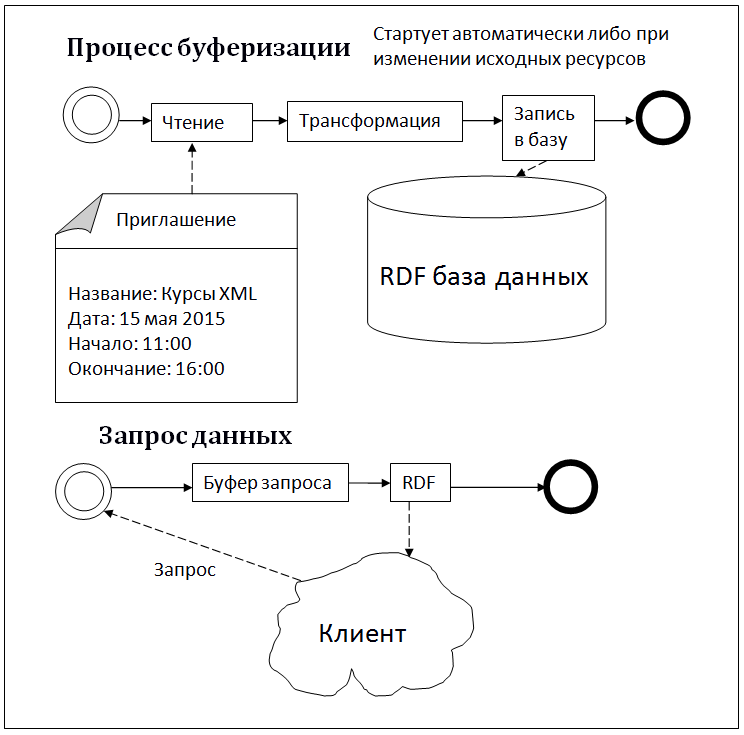 Процесс буферизации
Стартует автоматически либо при
изменении исходных ресурсов
Чтение
Трансформация
Запись
в базу
Приглашение
Название: Курсы XML
Дата: 15 мая 2015
Начало: 11:00
Окончание: 16:00
RDF база данных
Запрос данных
Буфер запроса
RDF
Запрос
Клиент